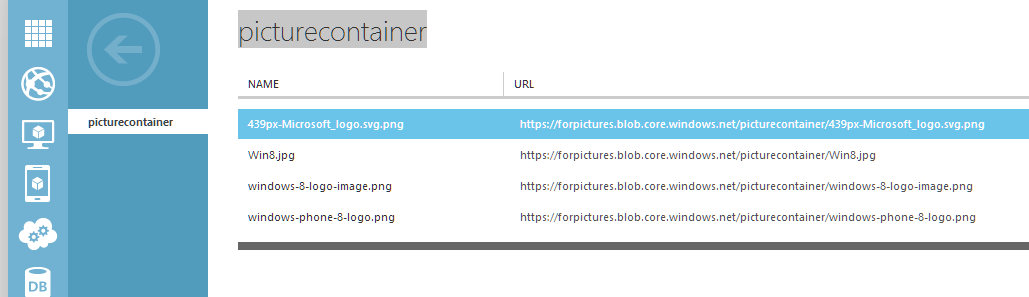 picturecontainer
NAME URL
picturecontainer
439px-Microsoft_logo.svg.png https://forpictures.blob.core.windows.net/picturecontainer/439px-Microsoft_logo.svg.png
Win8.jpg https://forpictures.blob.core.windows.net/picturecontainer/Win8.jpg
windows-8-logo-image.png https://forpictures.blob.core.windows.net/picturecontainer/windows-8-logo-image.png
windows-phone-8-logo.png https://forpictures.blob.core.windows.net/picturecontainer/windows-phone-8-logo.png
DB